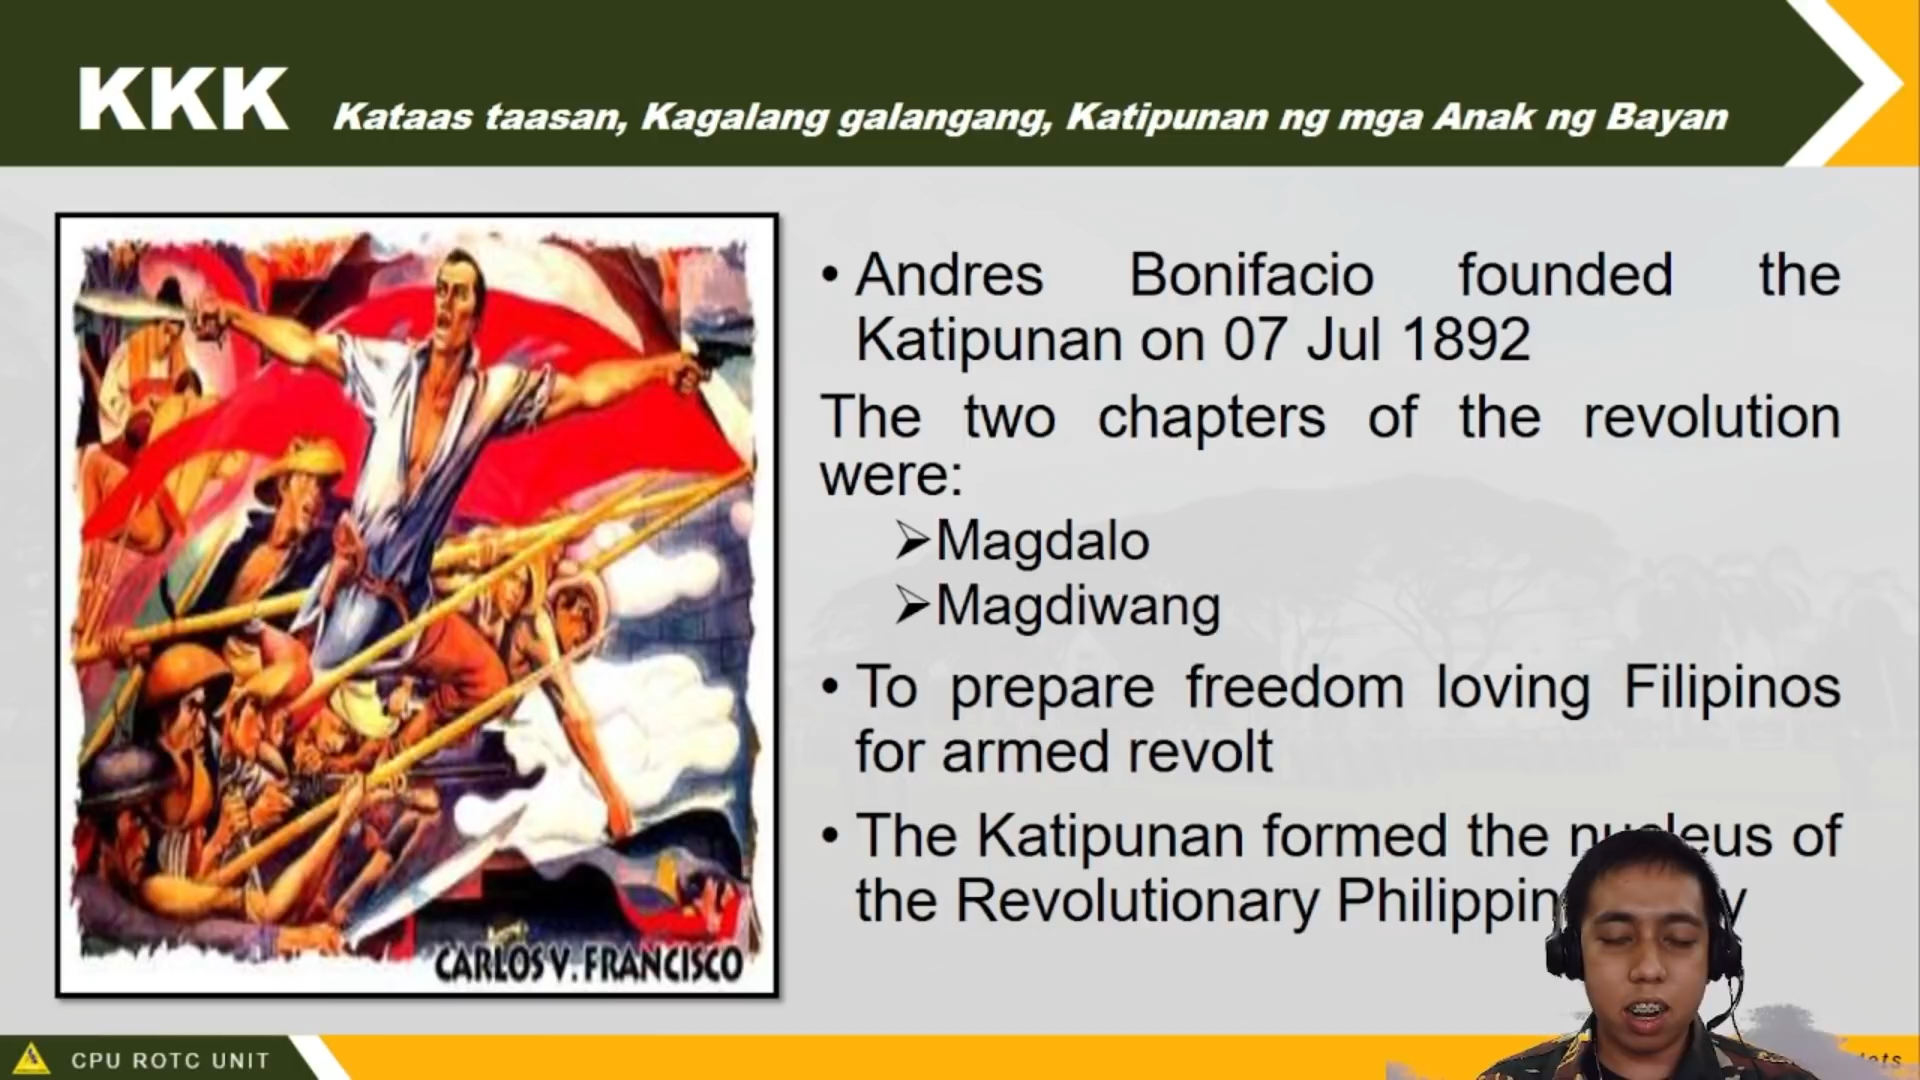 KKK Kataas taasan, Kagalang galangang, Katipunan ng mga Anak ng Bayan
• Andres Bonifacio founded the
Katipunan on 07 Jul 1892
The two chapters of the revolution
were:
➢Magdalo
➢Magdiwang
• To prepare freedom loving Filipinos
for armed revolt
• The Katipunan formed the nucleus of
the Revolutionary
CARLOS V. FRANCISCO
CPU ROTC UNIT